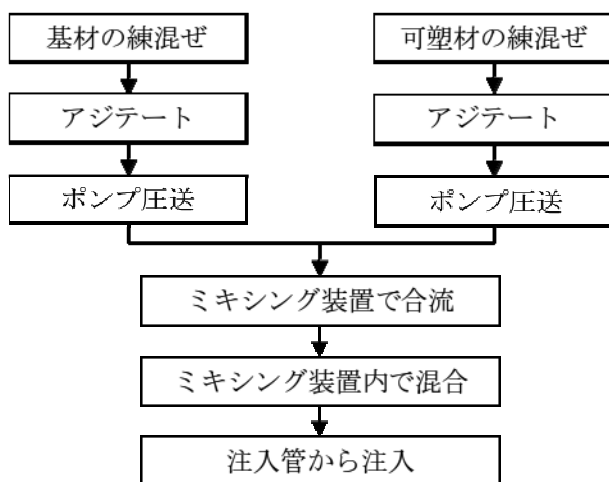 基材の練混ぜ
可塑材の練混ぜ
アジテート
アジテート
ポンプ圧送
ポンプ圧送
ミキシング装置で合流
ミキシング装置内で混合
注入管から注入